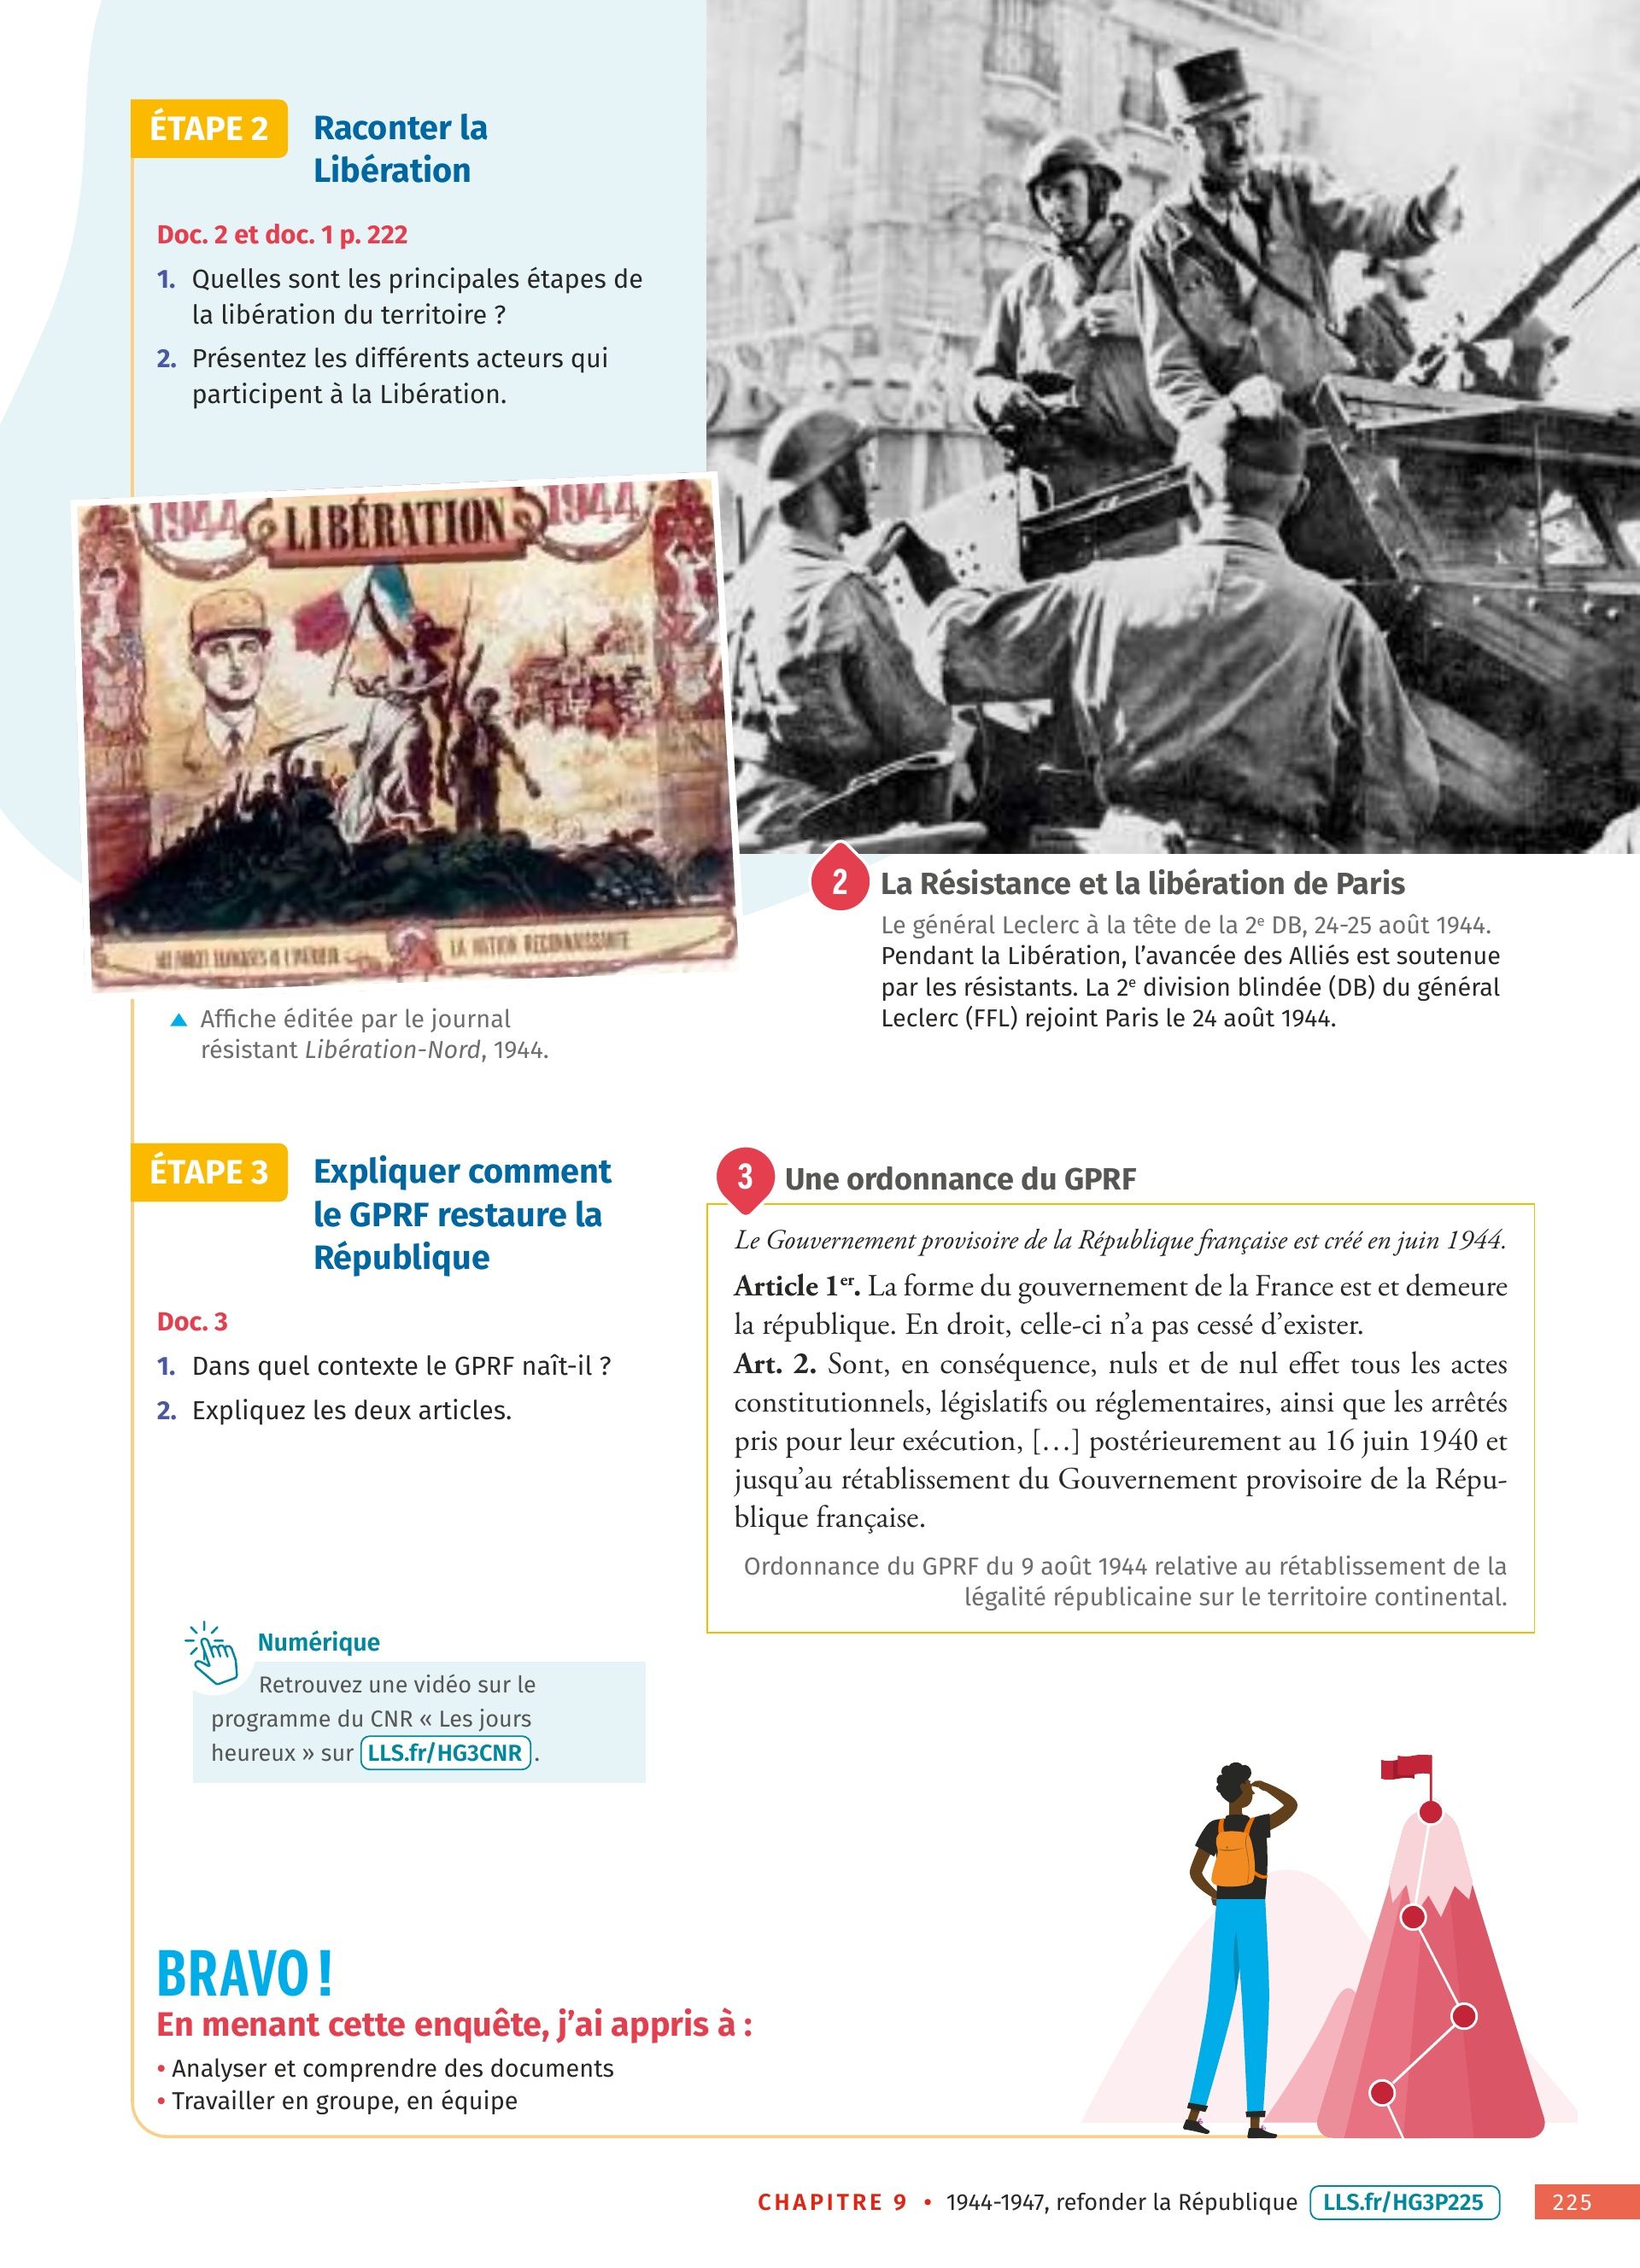 ÉTAPE 2
Raconter la
Libération
Doc. 2 et doc. 1 p. 222
1. Quelles sont les principales étapes de
la libération du territoire ?
2. Présentez les différents acteurs qui
participent à la Libération.
1944 LIBÉRATION 1944
LA NATION RECONNAISSANTE
▲ Affiche éditée par le journal
résistant Libération-Nord, 1944.
2 La Résistance et la libération de Paris
Le général Leclerc à la tête de la 2e DB, 24-25 août 1944.
Pendant la Libération, l’avancée des Alliés est soutenue
par les résistants. La 2e division blindée (DB) du général
Leclerc (FFL) rejoint Paris le 24 août 1944.
ÉTAPE 3
Expliquer comment
le GPRF restaure la
République
Doc. 3
1. Dans quel contexte le GPRF naît-il ?
2. Expliquez les deux articles.
3 Une ordonnance du GPRF
Le Gouvernement provisoire de la République française est créé en juin 1944.
Article 1er. La forme du gouvernement de la France est et demeure
la république. En droit, celle-ci n’a pas cessé d’exister.
Art. 2. Sont, en conséquence, nuls et de nul effet tous les actes
constitutionnels, législatifs ou réglementaires, ainsi que les arrêtés
pris pour leur exécution, […] postérieurement au 16 juin 1940 et
jusqu’au rétablissement du Gouvernement provisoire de la Répu-
blique française.
Ordonnance du GPRF du 9 août 1944 relative au rétablissement de la
légalité républicaine sur le territoire continental.
Numérique
Retrouvez une vidéo sur le
programme du CNR « Les jours
heureux » sur LLS.fr/HG3CNR .
BRAVO !
En menant cette enquête, j’ai appris à :
• Analyser et comprendre des documents
• Travailler en groupe, en équipe
CHAPITRE 9 • 1944-1947, refonder la République LLS.fr/HG3P225 225